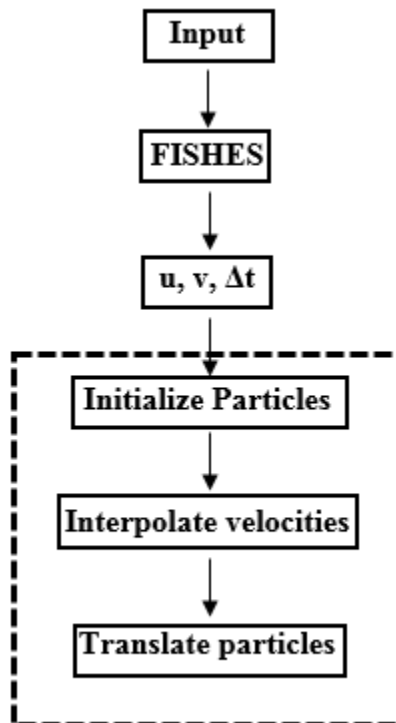 Input
FISHES
u, v, Δt
Initialize Particles
Interpolate velocities
Translate particles